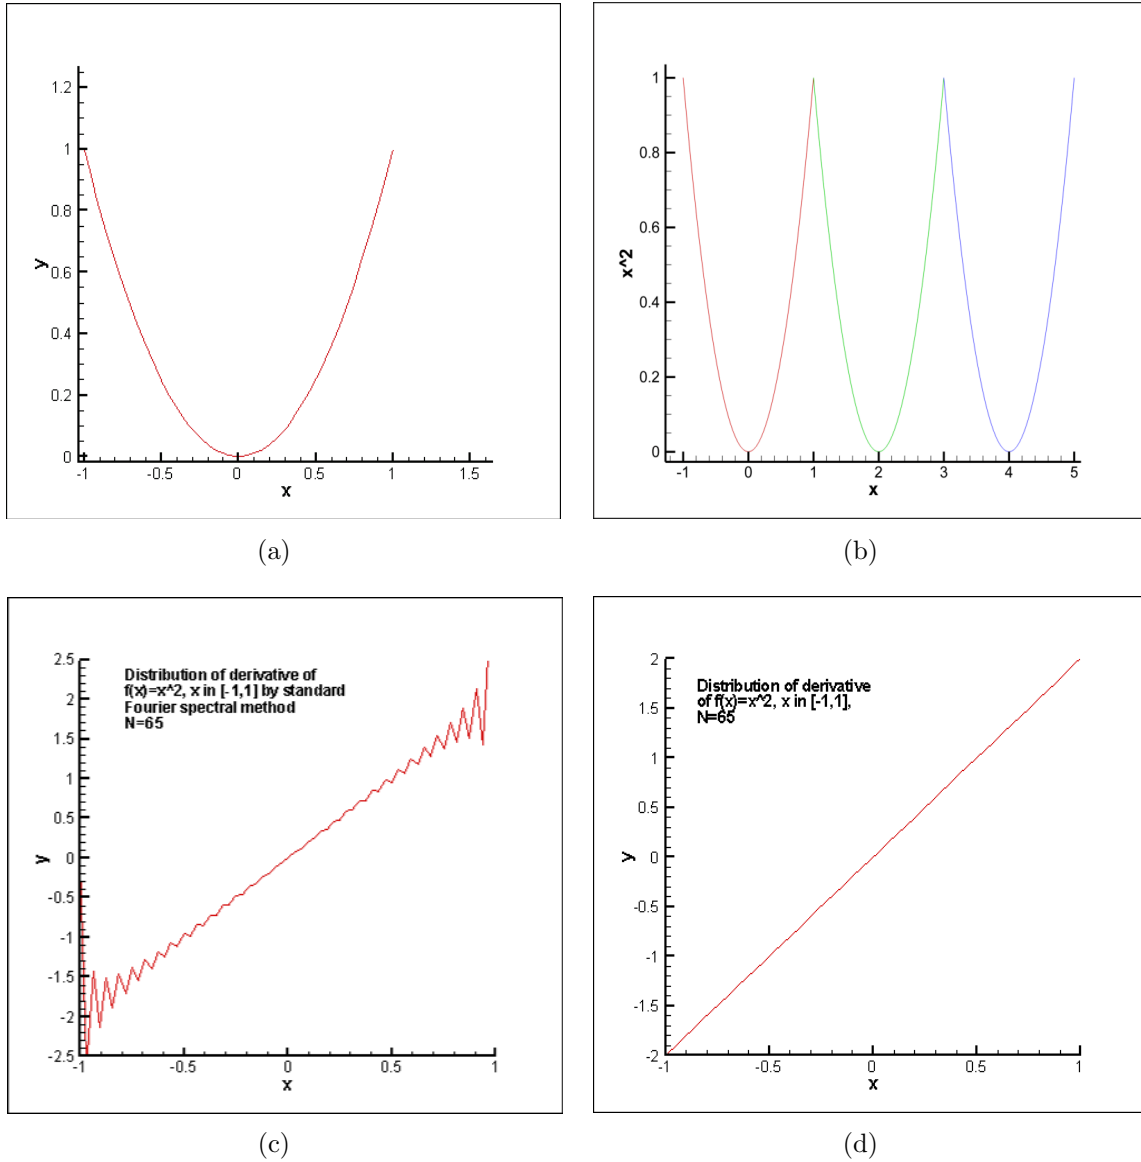 1.2
1
0.8
0.6
0.4
0.2
0
y
-1
-0.5
0
0.5
1
1.5
x
(a)
1
0.8
0.6
0.4
0.2
0
x^2
-1
0
1
2
3
4
5
x
(b)
2.5
2
1.5
1
0.5
0
-0.5
-1
-1.5
-2
-2.5
y
Distribution of derivative of
f(x)=x^2, x in [-1,1] by standard
Fourier spectral method
N=65
-1
-0.5
0
0.5
1
x
(c)
2
1.5
1
0.5
0
-0.5
-1
-1.5
-2
y
Distribution of derivative
of f(x)=x^2, x in [-1,1],
N=65
-1
-0.5
0
0.5
1
x
(d)